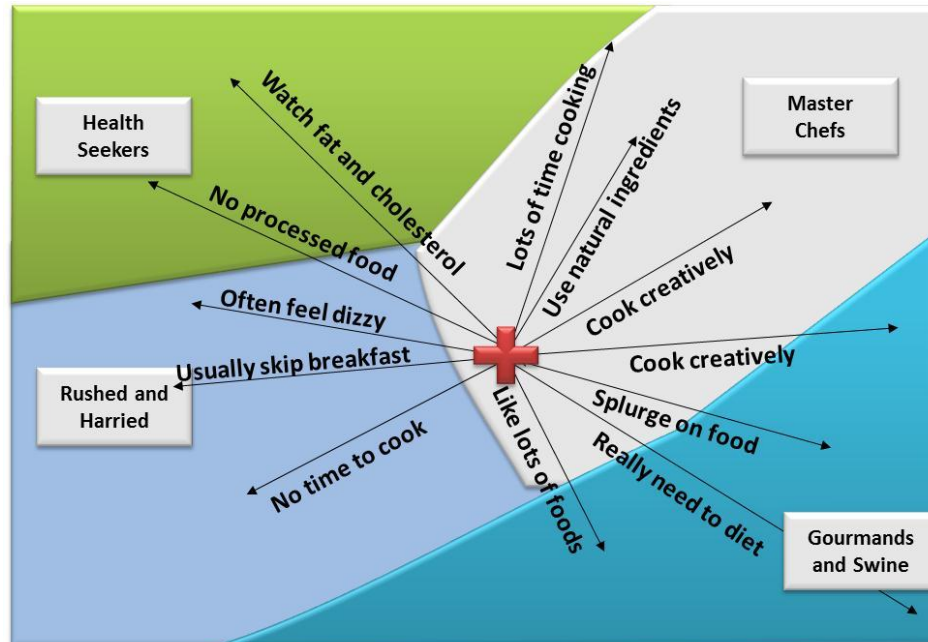 Health
Seekers
Master
Chefs
Watch fat and cholesterol
No processed food
Often feel dizzy
Usually skip breakfast
No time to cook
Lots of time cooking
Use natural ingredients
Cook creatively
Cook creatively
Splurge on food
Really need to diet
Like lots of foods
Rushed and
Harried
Gourmands
and Swine